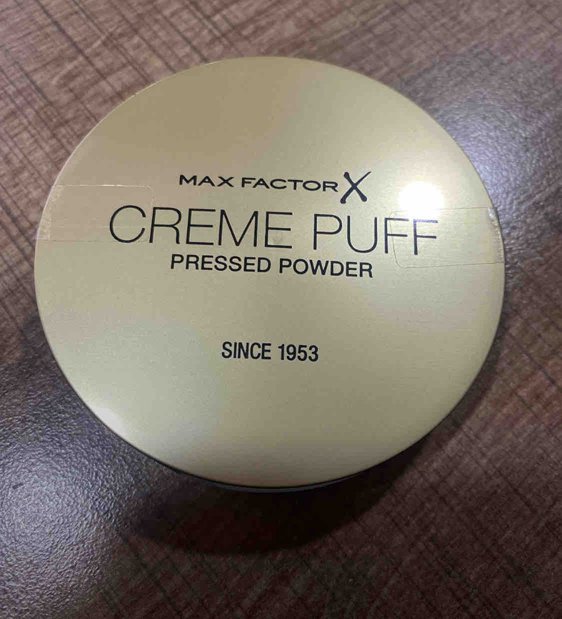 MAX FACTOR X
CREME PUFF
PRESSED POWDER
SINCE 1953